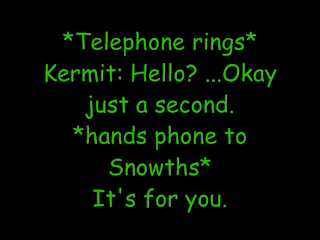 *Telephone rings*
Kermit: Hello? ...Okay
just a second.
*hands phone to
Snowths*
It's for you.